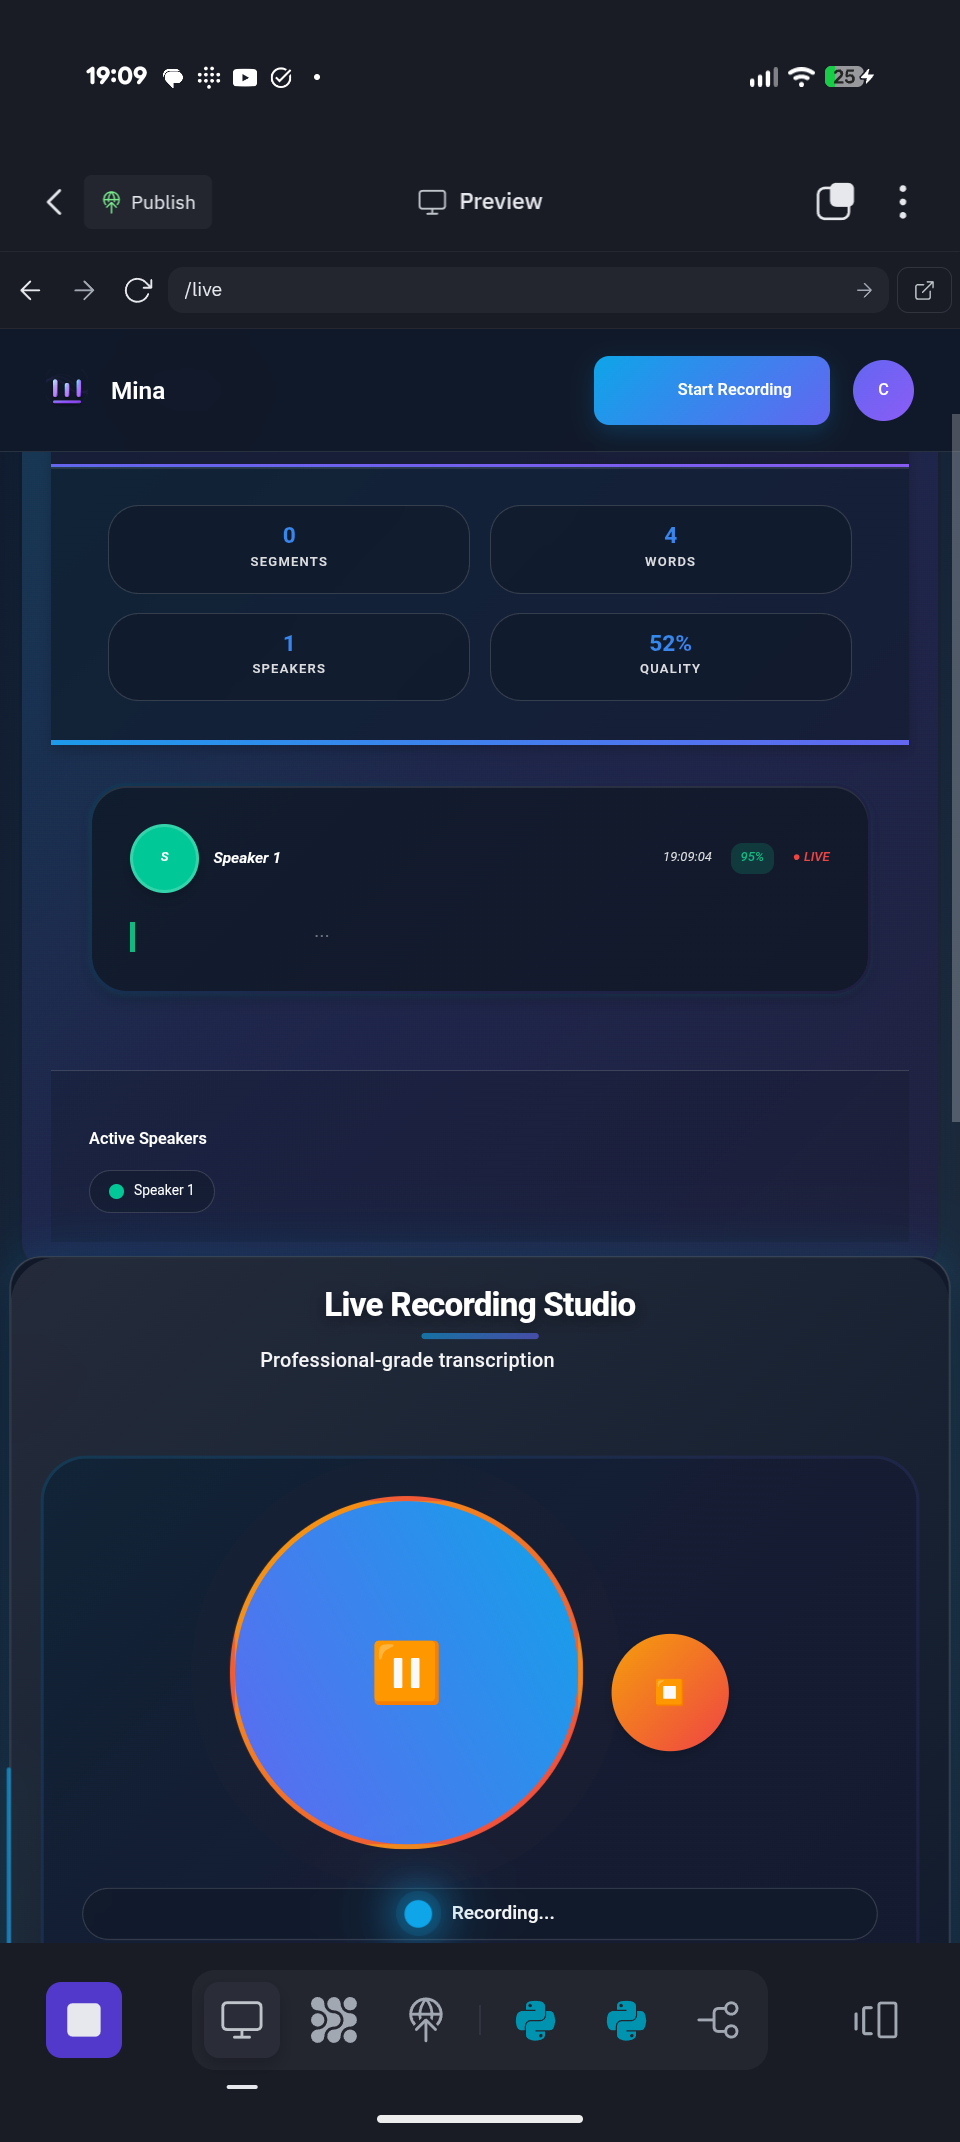 19:09
25
Publish
Preview
/live
Mina
Start Recording
C
0
SEGMENTS
4
WORDS
1
SPEAKERS
52%
QUALITY
S
Speaker 1
19:09:04
95%
● LIVE
...
Active Speakers
Speaker 1
Live Recording Studio
Professional-grade transcription
Recording...